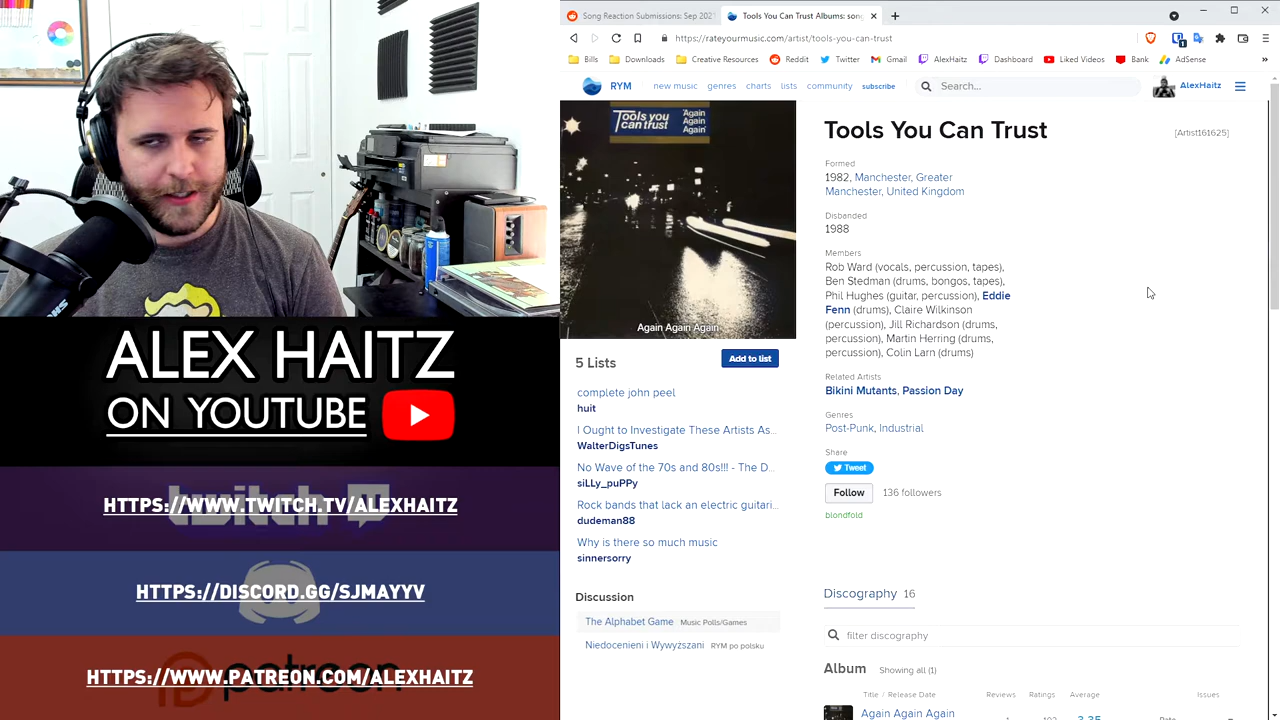 ALEX HAITZ
ON YOUTUBE
HTTPS://WWW.TWITCH.TV/ALEXHAITZ
twitch
HTTPS://DISCORD.GG/SJMAYYV
HTTPS://WWW.PATREON.COM/ALEXHAITZ
patreon
Song Reaction Submissions: Sep 2021
Tools You Can Trust Albums: song
https://rateyourmusic.com/artist/tools-you-can-trust
Bills
Downloads
Creative Resources
Reddit
Twitter
Gmail
AlexHaitz
Dashboard
Liked Videos
Bank
AdSense
RYM
new music
genres
charts
lists
community
subscribe
Search...
AlexHaitz
Tools you can trust
'Again Again Again'
Again Again Again
5 Lists
Add to list
complete john peel
huit
I Ought to Investigate These Artists As...
WalterDigsTunes
No Wave of the 70s and 80s!!! - The D...
siLLy_puPPy
Rock bands that lack an electric guitari...
dudeman88
Why is there so much music
sinnersorry
Discussion
The Alphabet Game Music Polls/Games
Niedocenieni i Wywyższani RYM po polsku
Tools You Can Trust
[Artist161625]
Formed
1982, Manchester, Greater
Manchester, United Kingdom
Disbanded
1988
Members
Rob Ward (vocals, percussion, tapes),
Ben Stedman (drums, bongos, tapes),
Phil Hughes (guitar, percussion), Eddie
Fenn (drums), Claire Wilkinson
(percussion), Jill Richardson (drums,
percussion), Martin Herring (drums,
percussion), Colin Larn (drums)
Related Artists
Bikini Mutants, Passion Day
Genres
Post-Punk, Industrial
Share
Tweet
Follow
136 followers
blondfold
Discography 16
filter discography
Album Showing all (1)
Title / Release Date Reviews Ratings Average Issues
Again Again Again